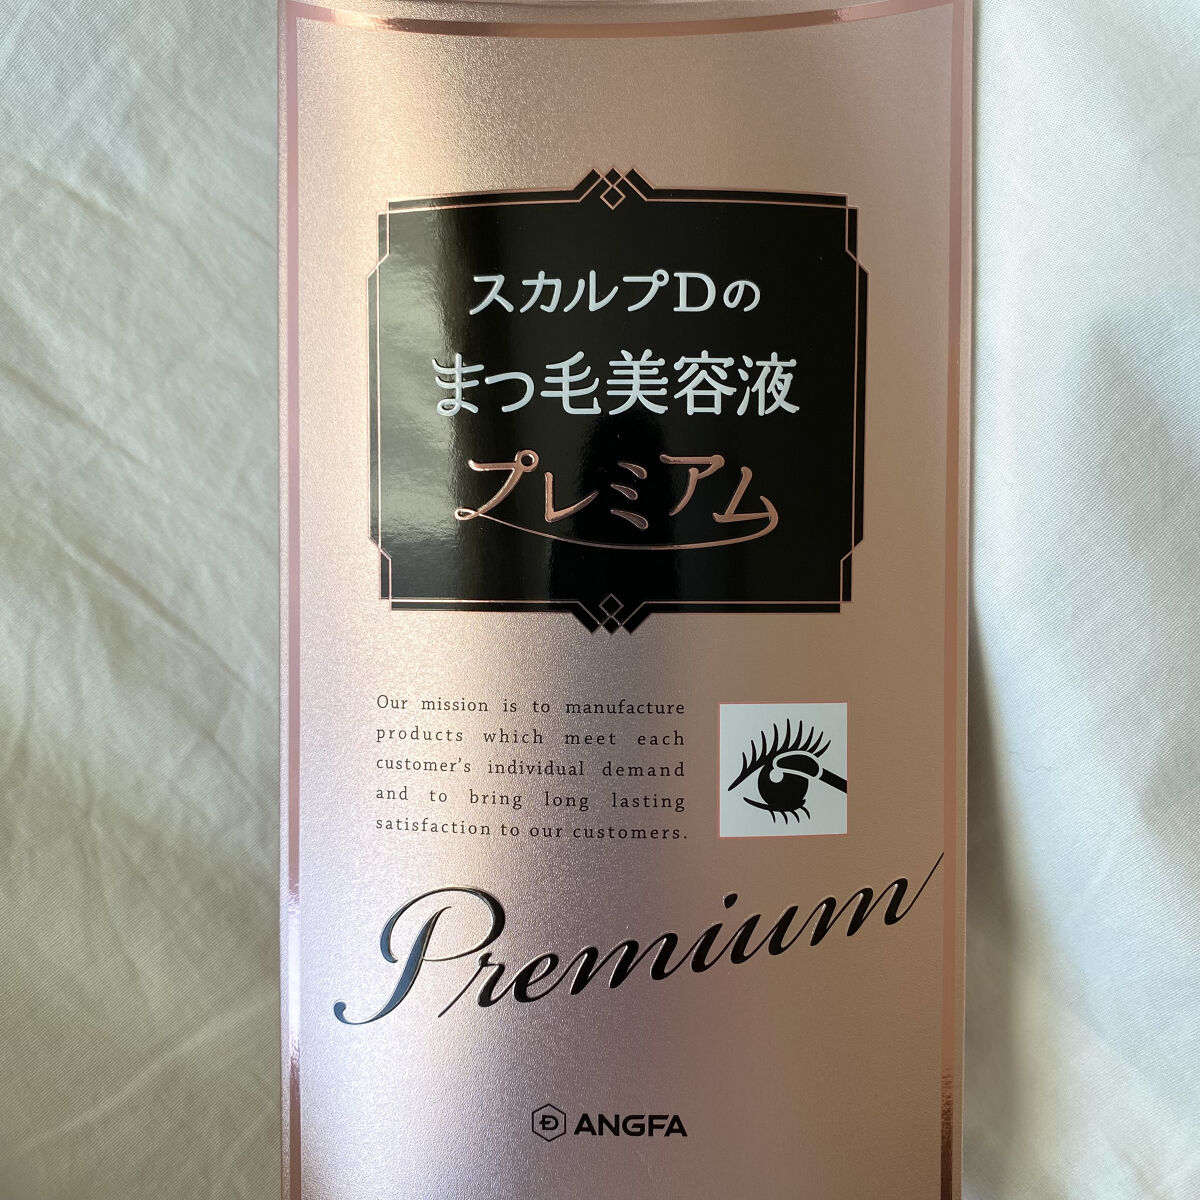 スカルプDの
まつ毛美容液
プレミアム
Our mission is to manufacture
products which meet each
customer's individual demand
and to bring long lasting
satisfaction to our customers.
Premium
ANGFA